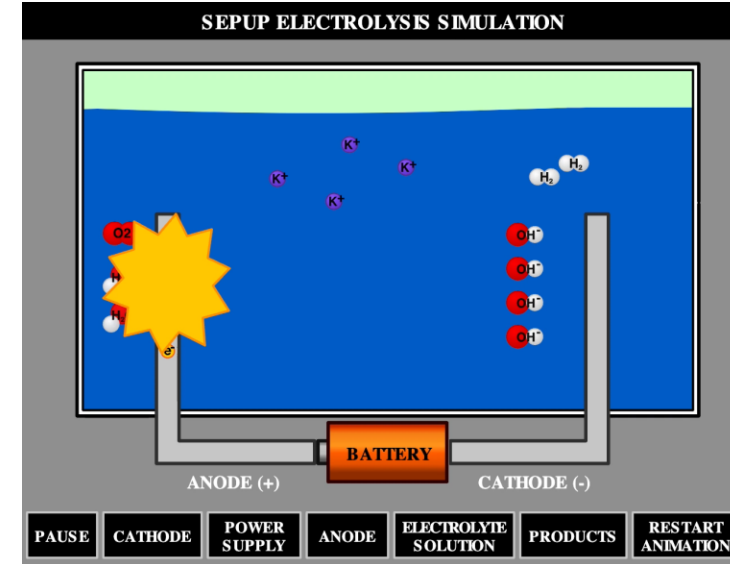 SEPUP ELECTROLYSIS SIMULATION
K+
K+
H2
K+
H2
K+
O2
OH-
H
OH-
H2
OH-
e-
OH-
BATTERY
ANODE (+)
CATHODE (-)
PAUSE
CATHODE
POWER
SUPPLY
ANODE
ELECTROLYTE
SOLUTION
PRODUCTS
RESTART
ANIMATION